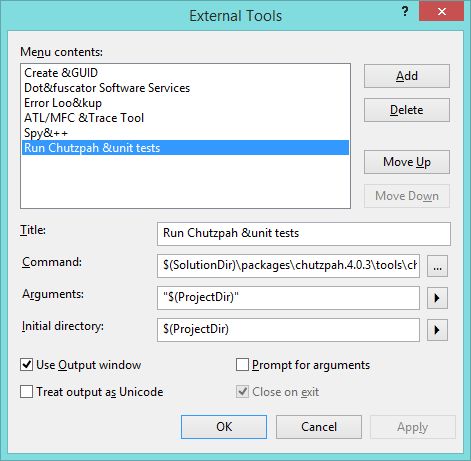 External Tools
?
Menu contents:
Create &GUID
Dot&fuscator Software Services
Error Loo&kup
ATL/MFC &Trace Tool
Spy&++
Run Chutzpah &unit tests
Add
Delete
Move Up
Move Down
Title:
Run Chutzpah &unit tests
Command:
$(SolutionDir)\packages\chutzpah.4.0.3\tools\ch
...
Arguments:
"$(ProjectDir)"
Initial directory:
$(ProjectDir)
Use Output window
Prompt for arguments
Treat output as Unicode
Close on exit
OK
Cancel
Apply